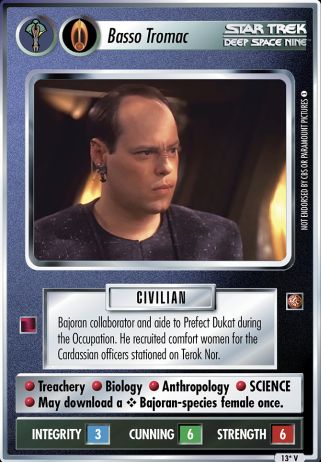 Basso Tromac
STAR TREK
DEEP SPACE NINE
NOT ENDORSED BY CBS OR PARAMOUNT PICTURES
CIVILIAN
Bajoran collaborator and aide to Prefect Dukat during
the Occupation. He recruited comfort women for the
Cardassian officers stationed on Terok Nor.
Treachery Biology Anthropology SCIENCE
May download a Bajoran-species female once.
INTEGRITY 3 CUNNING 6 STRENGTH 6
13* V